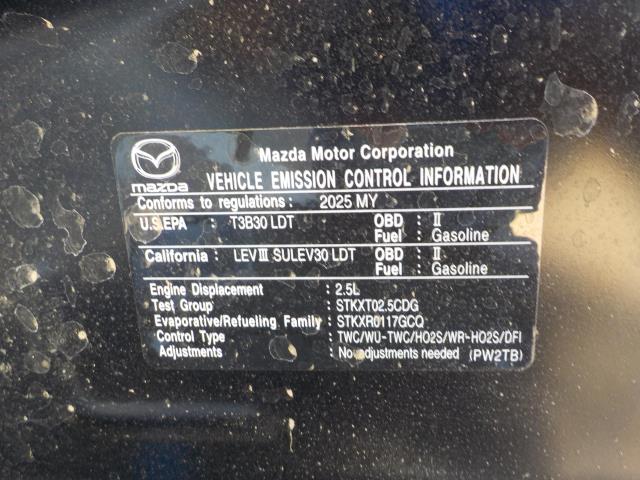 Mazda Motor Corporation
mazda VEHICLE EMISSION CONTROL INFORMATION
Conforms to regulations : 2025 MY
U.S.EPA : T3B30 LDT OBD : II
Fuel : Gasoline
California : LEV III SULEV30 LDT OBD : II
Fuel : Gasoline
Engine Displacement : 2.5L
Test Group : STKXT02.5CDG
Evaporative/Refueling Family : STKXR0117GCQ
Control Type : TWC/WU-TWC/HO2S/WR-HO2S/DFI
Adjustments : No adjustments needed (PW2TB)